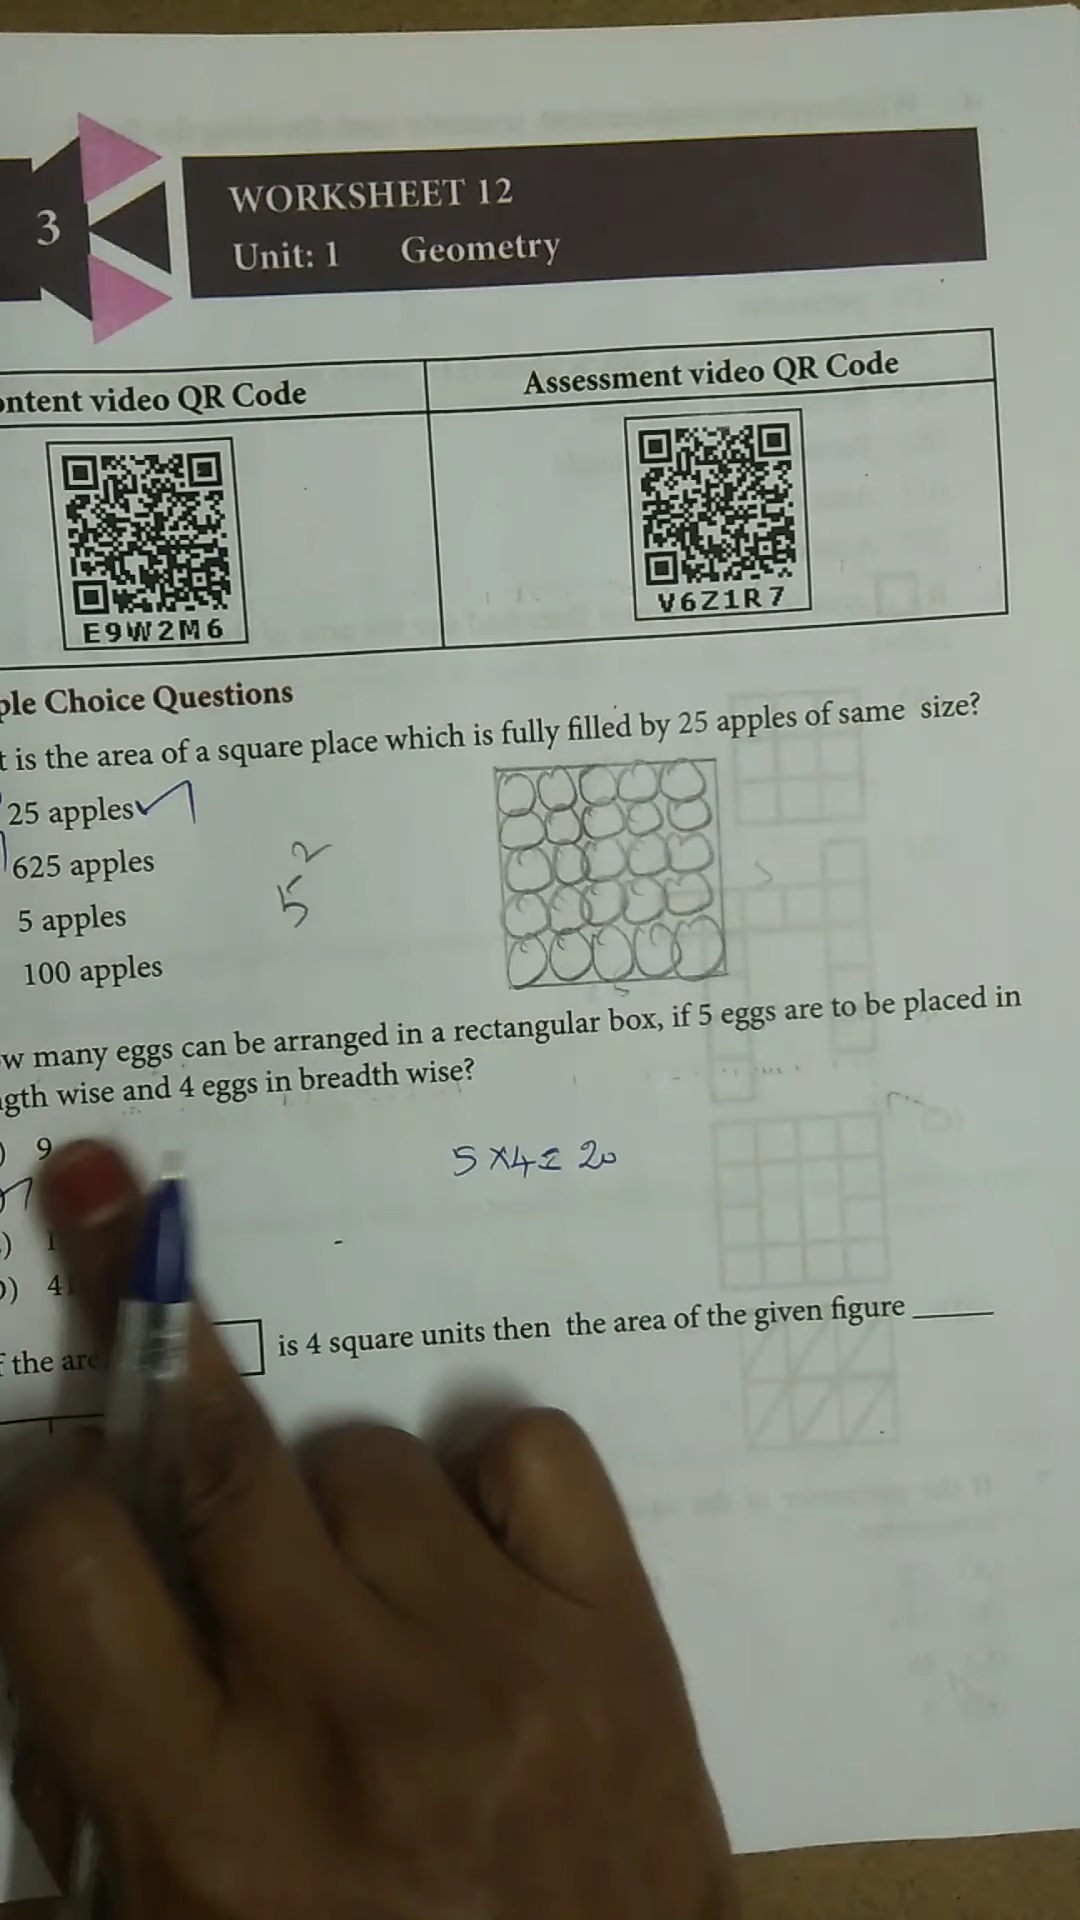 3
WORKSHEET 12
Unit: 1 Geometry
ntent video QR Code
Assessment video QR Code
E9W2M6
V6Z1R7
ple Choice Questions
t is the area of a square place which is fully filled by 25 apples of same size?
25 apples
625 apples
5 apples
100 apples
5 2
w many eggs can be arranged in a rectangular box, if 5 eggs are to be placed in
gth wise and 4 eggs in breadth wise?
) 9
5 x 4 = 20
) 1
) 4
f the are is 4 square units then the area of the given figure